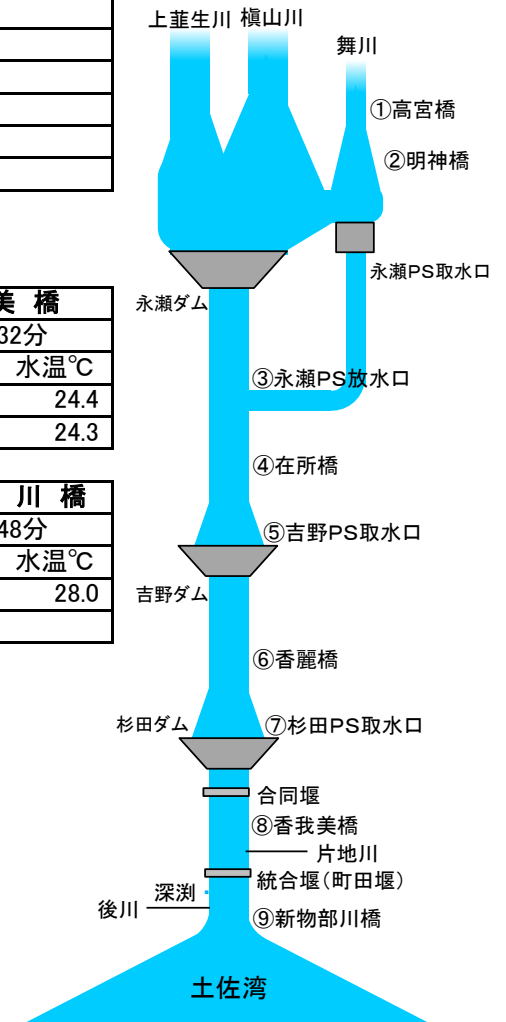 上韮生川 槇山川
舞川
①高宮橋
②明神橋
永瀬PS取水口
永瀬ダム
③永瀬PS放水口
④在所橋
⑤吉野PS取水口
吉野ダム
⑥香麗橋
杉田ダム
⑦杉田PS取水口
合同堰
⑧香我美橋
片地川
統合堰(町田堰)
深渕
後川
⑨新物部川橋
土佐湾
美 橋
32分
水温℃
24.4
24.3
川 橋
48分
水温℃
28.0